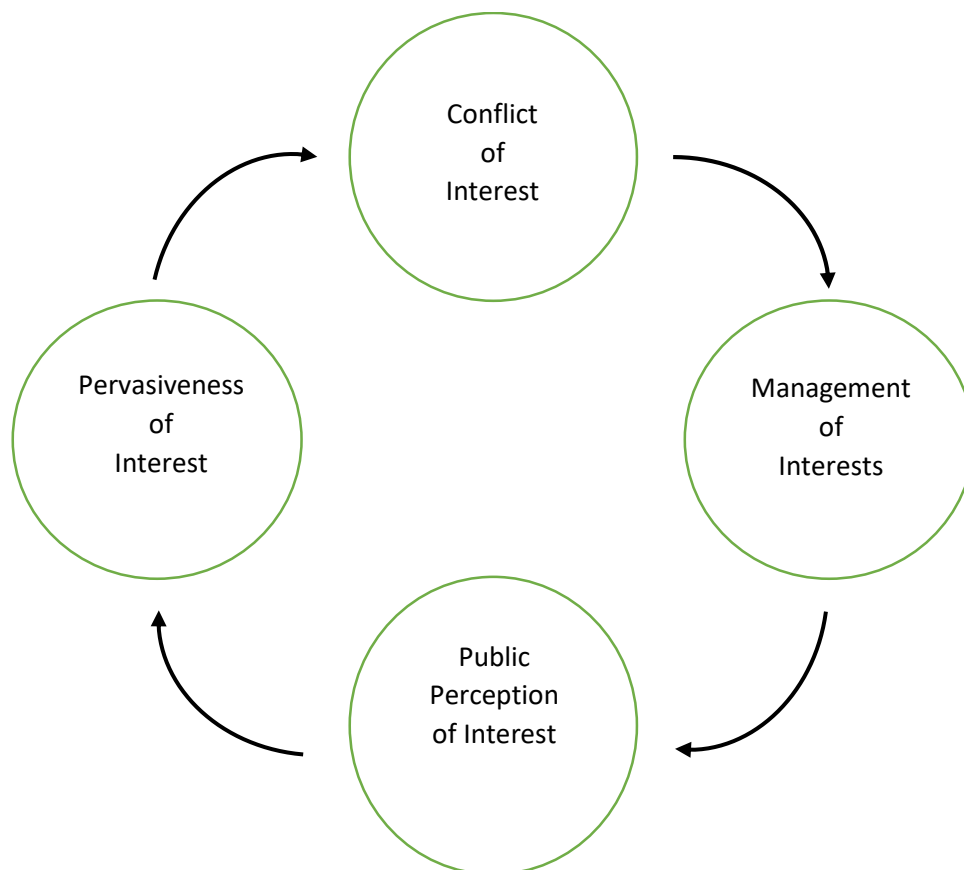 Conflict
of
Interest
Management
of
Interests
Public
Perception
of Interest
Pervasiveness
of
Interest